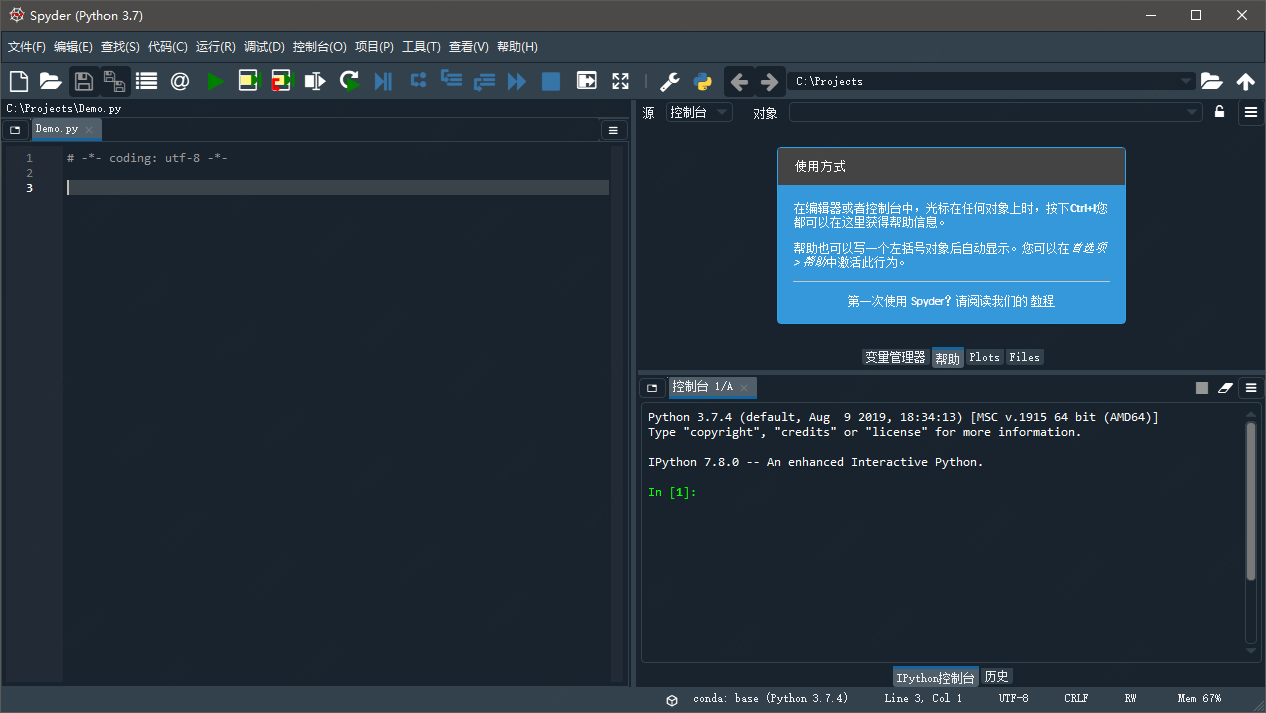 Spyder (Python 3.7)
文件(F) 编辑(E) 查找(S) 代码(C) 运行(R) 调试(D) 控制台(O) 项目(P) 工具(T) 查看(V) 帮助(H)
C:\Projects
C:\Projects\Demo.py
Demo.py
1 # -*- coding: utf-8 -*-
2
3
源 控制台 对象
使用方式
在编辑器或者控制台中，光标在任何对象上时，按下Ctrl+I您
都可以在这里获得帮助信息。
帮助也可以写一个左括号对象后自动显示。您可以在 首选项
> 帮助中激活此行为。
第一次使用 Spyder? 请阅读我们的 教程
变量管理器 帮助 Plots Files
控制台 1/A
Python 3.7.4 (default, Aug  9 2019, 18:34:13) [MSC v.1915 64 bit (AMD64)]
Type "copyright", "credits" or "license" for more information.
IPython 7.8.0 -- An enhanced Interactive Python.
In [1]:
IPython控制台 历史
conda: base (Python 3.7.4) Line 3, Col 1 UTF-8 CRLF RW Mem 67%